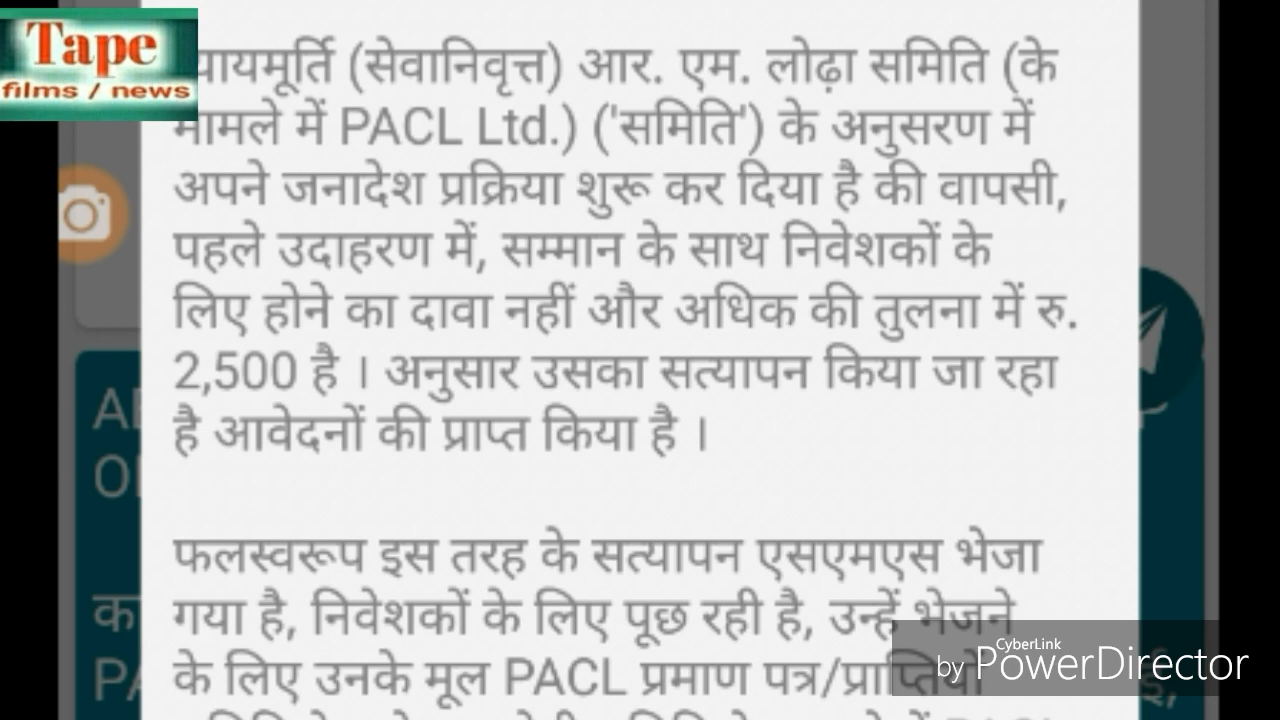 Tape
films / news
न्यायमूर्ति (सेवानिवृत्त) आर. एम. लोढ़ा समिति (के
मामले में PACL Ltd.) ('समिति') के अनुसरण में
अपने जनादेश प्रक्रिया शुरू कर दिया है की वापसी,
पहले उदाहरण में, सम्मान के साथ निवेशकों के
लिए होने का दावा नहीं और अधिक की तुलना में रु.
2,500 है । अनुसार उसका सत्यापन किया जा रहा
है आवेदनों की प्राप्त किया है ।
फलस्वरूप इस तरह के सत्यापन एसएमएस भेजा
गया है, निवेशकों के लिए पूछ रही है, उन्हें भेजने
के लिए उनके मूल PACL प्रमाण पत्र/प्राप्तियों
CyberLink
by PowerDirector